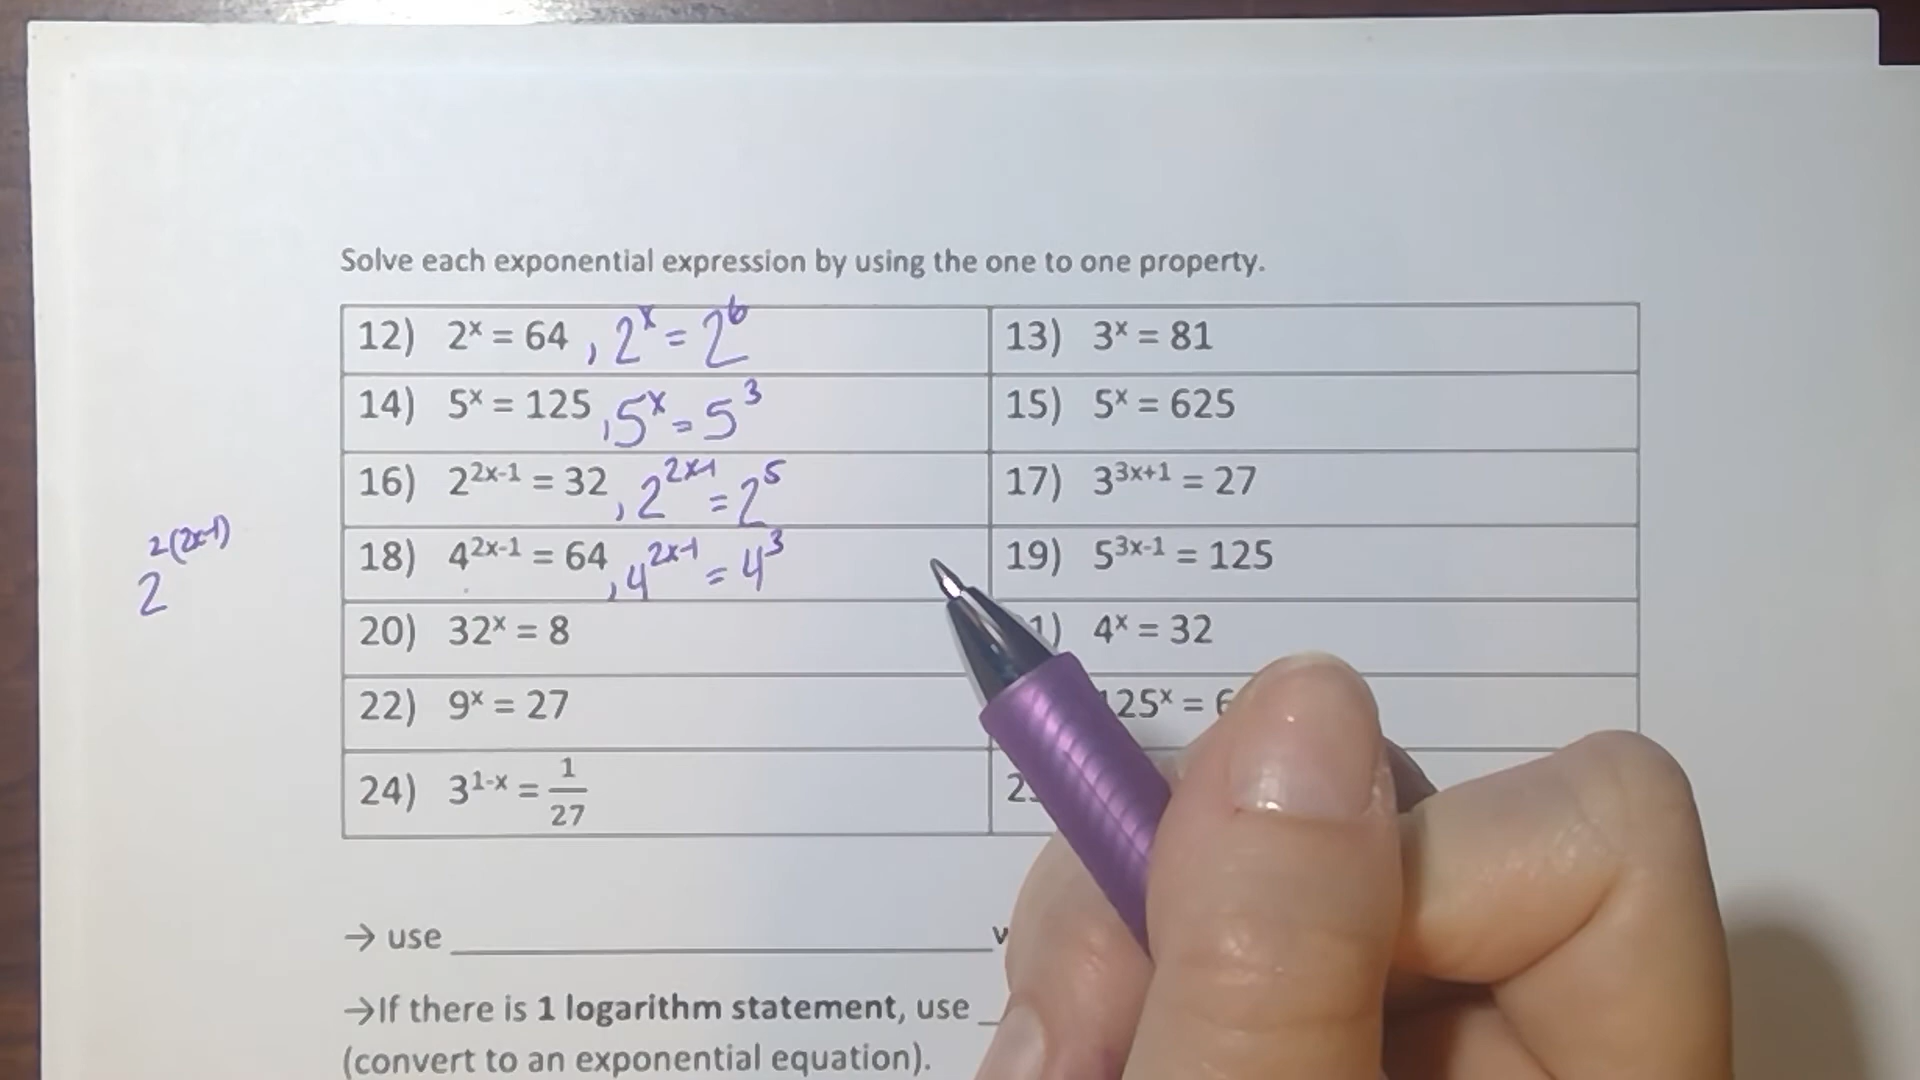 Solve each exponential expression by using the one to one property.
12) 2ˣ = 64 , 2ˣ = 2⁶
13) 3ˣ = 81
14) 5ˣ = 125 , 5ˣ = 5³
15) 5ˣ = 625
16) 2²ˣ⁻¹ = 32 , 2²ˣ⁻¹ = 2⁵
17) 3³ˣ⁺¹ = 27
2²⁽²ˣ⁻¹⁾
18) 4²ˣ⁻¹ = 64 , 4²ˣ⁻¹ = 4³
19) 5³ˣ⁻¹ = 125
20) 32ˣ = 8
1) 4ˣ = 32
22) 9ˣ = 27
25ˣ =
24) 3¹⁻ˣ = 1/27
2
→ use ______________________________
→If there is 1 logarithm statement, use _
(convert to an exponential equation).